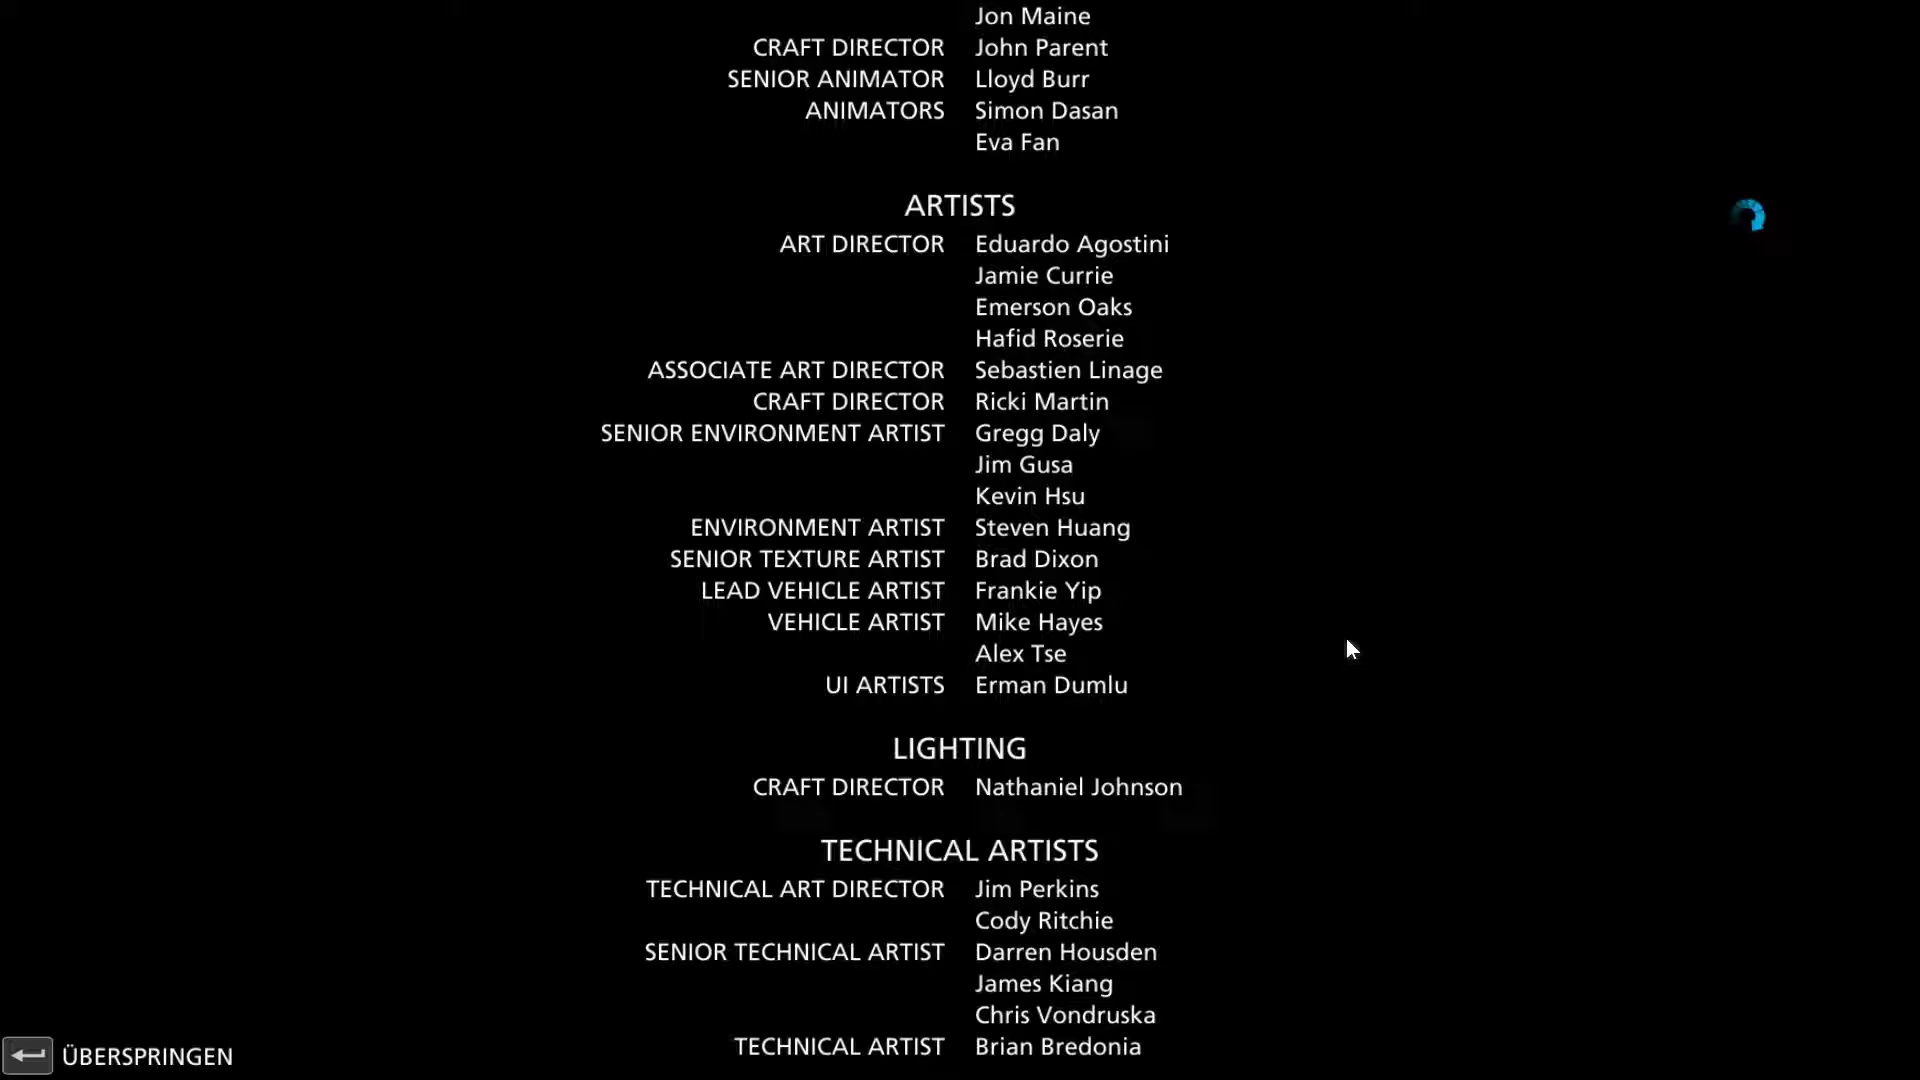 Jon Maine
CRAFT DIRECTOR John Parent
SENIOR ANIMATOR Lloyd Burr
ANIMATORS Simon Dasan
Eva Fan
ARTISTS
ART DIRECTOR Eduardo Agostini
Jamie Currie
Emerson Oaks
Hafid Roserie
ASSOCIATE ART DIRECTOR Sebastien Linage
CRAFT DIRECTOR Ricki Martin
SENIOR ENVIRONMENT ARTIST Gregg Daly
Jim Gusa
Kevin Hsu
ENVIRONMENT ARTIST Steven Huang
SENIOR TEXTURE ARTIST Brad Dixon
LEAD VEHICLE ARTIST Frankie Yip
VEHICLE ARTIST Mike Hayes
Alex Tse
UI ARTISTS Erman Dumlu
LIGHTING
CRAFT DIRECTOR Nathaniel Johnson
TECHNICAL ARTISTS
TECHNICAL ART DIRECTOR Jim Perkins
Cody Ritchie
SENIOR TECHNICAL ARTIST Darren Housden
James Kiang
Chris Vondruska
TECHNICAL ARTIST Brian Bredonia
ÜBERSPRINGEN